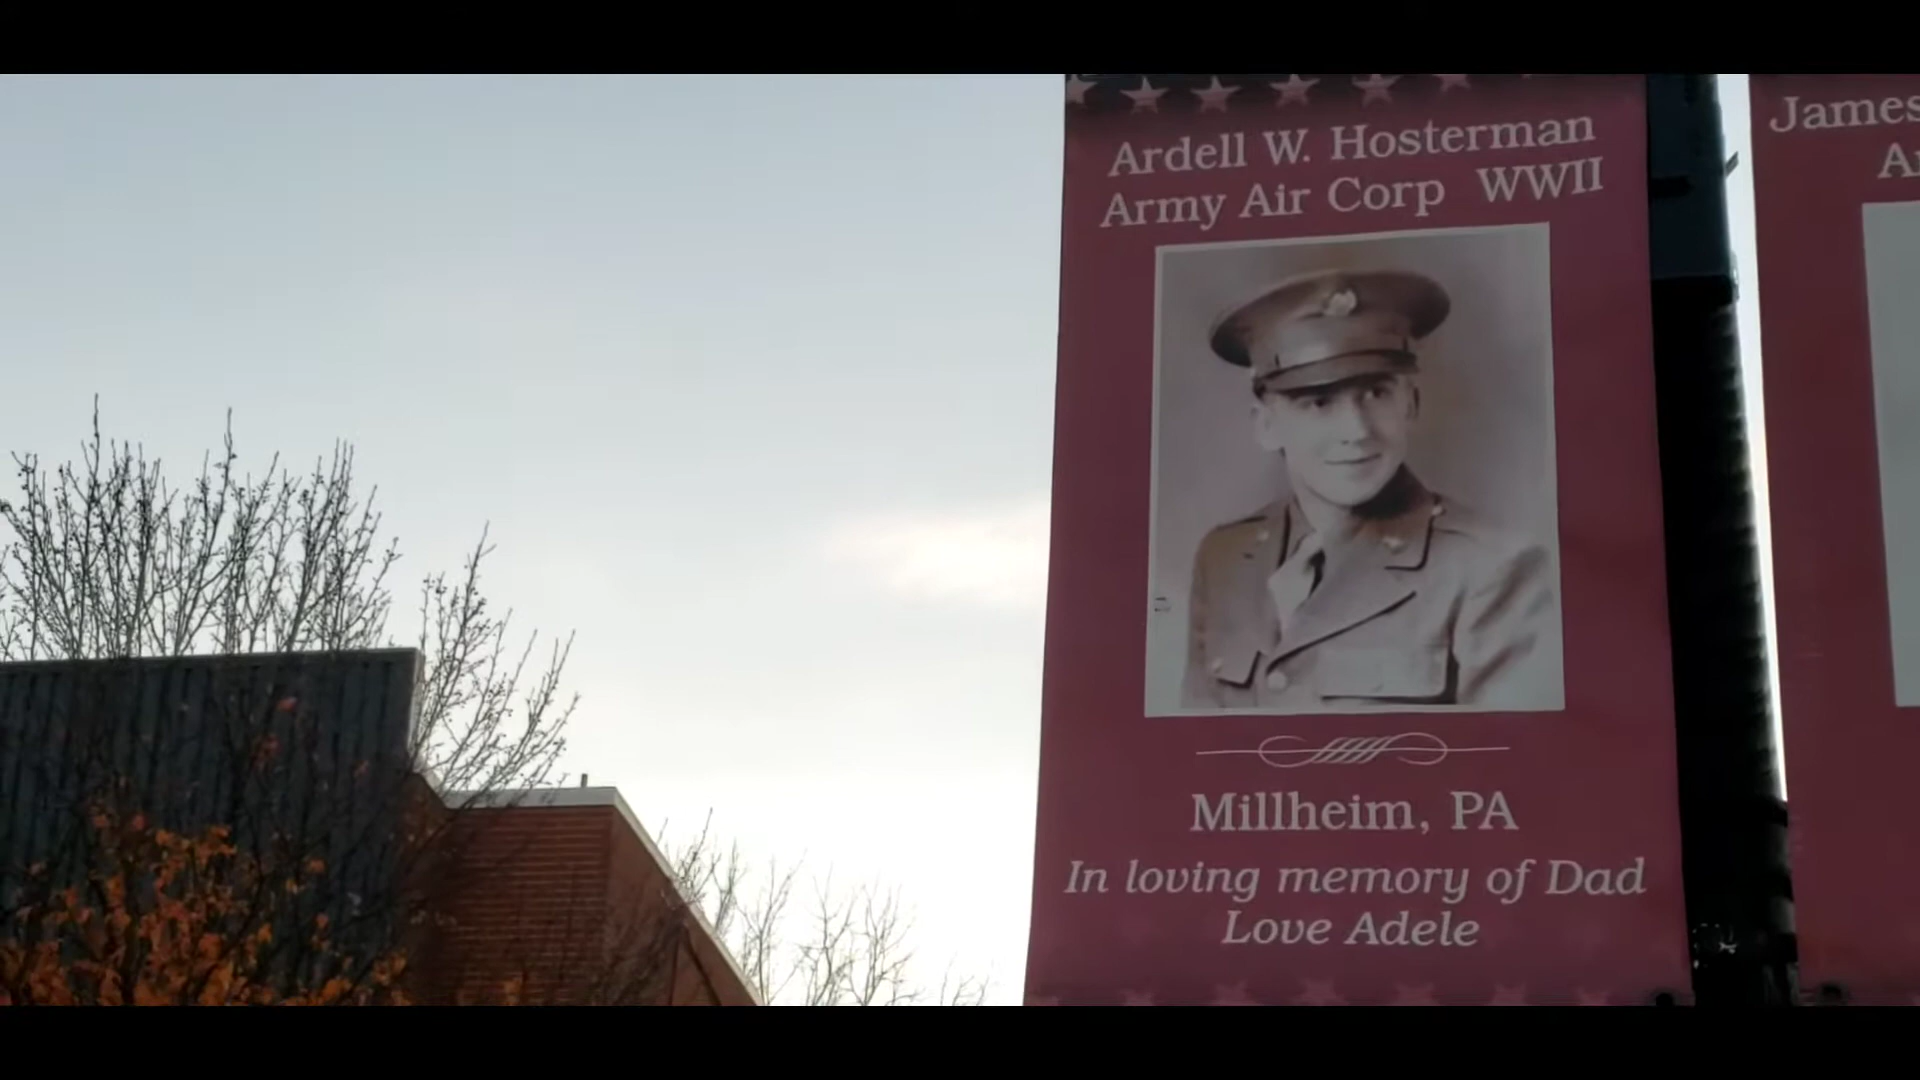 Ardell W. Hosterman
Army Air Corp WWII
Millheim, PA
In loving memory of Dad
Love Adele
James